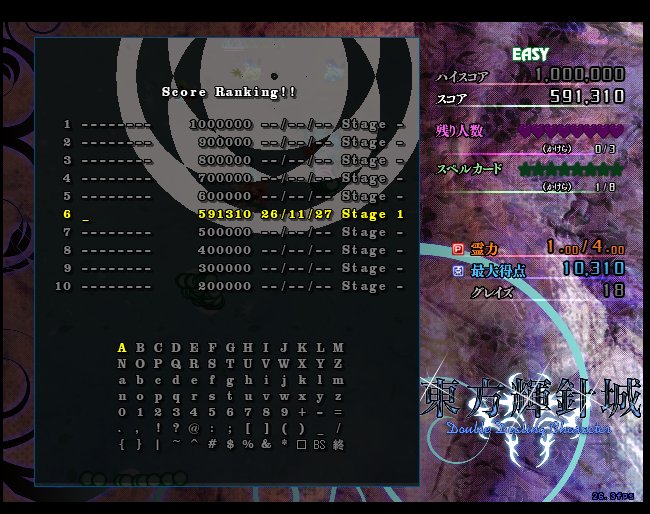 Score Ranking!!
1 -------- 1000000 --/--/-- Stage -
2 -------- 900000 --/--/-- Stage -
3 -------- 800000 --/--/-- Stage -
4 -------- 700000 --/--/-- Stage -
5 -------- 600000 --/--/-- Stage -
6 _ 591310 26/11/27 Stage 1
7 -------- 500000 --/--/-- Stage -
8 -------- 400000 --/--/-- Stage -
9 -------- 300000 --/--/-- Stage -
10 -------- 200000 --/--/-- Stage -
A B C D E F G H I J K L M
N O P Q R S T U V W X Y Z
a b c d e f g h i j k l m
n o p q r s t u v w x y z
0 1 2 3 4 5 6 7 8 9 + - =
. , ! ? @ : ; [ ] ( ) _ /
{ } | ~ ^ # $ % & * □ BS 終
EASY
ハイスコア 1,000,000
スコア 591,310
残り人数
(かけら) 0/3
スペルカード
(かけら) 1/8
P 霊力 1.00/4.00
点 最大得点 10,310
グレイズ 18
東方輝針城
Double Dealing Character
26.3fps